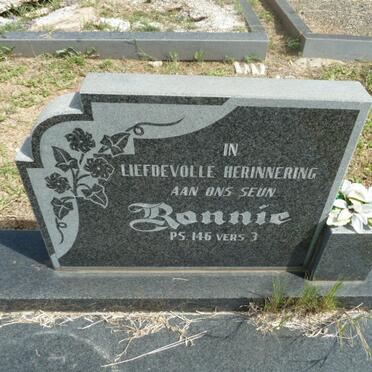 IN
LIEFDEVOLLE HERINNERING
AAN ONS SEUN
Ronnie
PS. 146 VERS 3